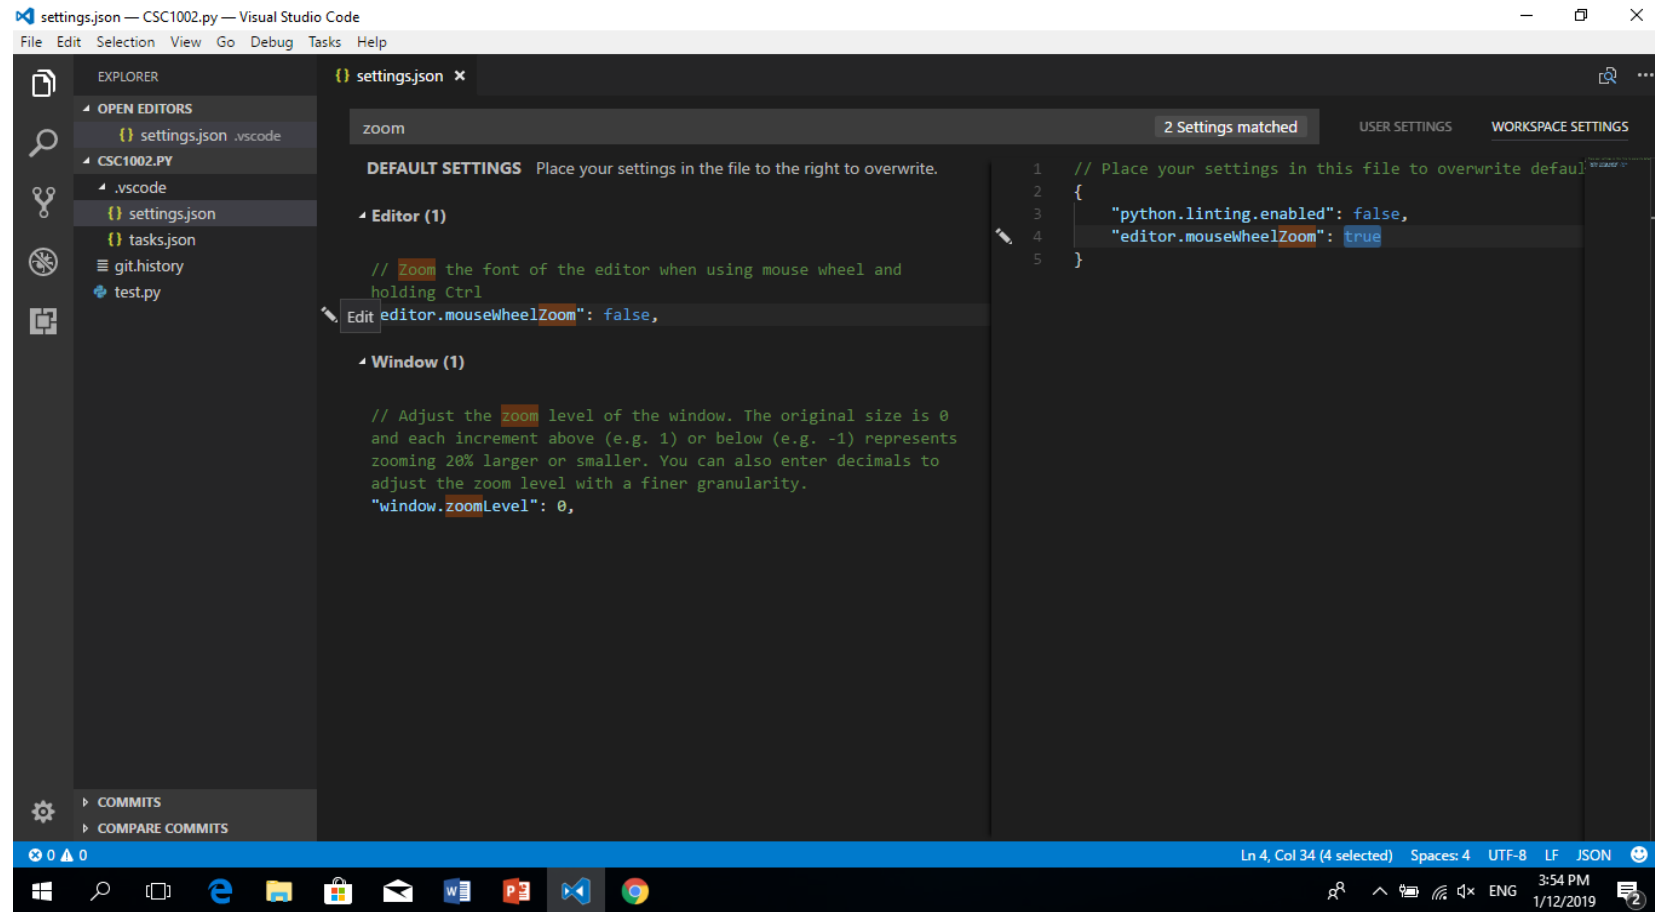 settings.json — CSC1002.py — Visual Studio Code
File Edit Selection View Go Debug Tasks Help
EXPLORER
OPEN EDITORS
{} settings.json .vscode
CSC1002.PY
.vscode
{} settings.json
{} tasks.json
git.history
test.py
COMMITS
COMPARE COMMITS
{} settings.json ×
zoom
2 Settings matched
USER SETTINGS WORKSPACE SETTINGS
DEFAULT SETTINGS Place your settings in the file to the right to overwrite.
Editor (1)
// Zoom the font of the editor when using mouse wheel and
holding Ctrl
Edit
editor.mouseWheelZoom": false,
Window (1)
// Adjust the zoom level of the window. The original size is 0
and each increment above (e.g. 1) or below (e.g. -1) represents
zooming 20% larger or smaller. You can also enter decimals to
adjust the zoom level with a finer granularity.
"window.zoomLevel": 0,
1 // Place your settings in this file to overwrite defaul
2 {
3 "python.linting.enabled": false,
4 "editor.mouseWheelZoom": true
5 }
0 0
Ln 4, Col 34 (4 selected) Spaces: 4 UTF-8 LF JSON
ENG
3:54 PM
1/12/2019
2